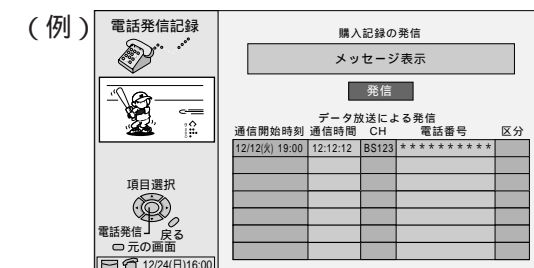 (例)
電話発信記録
項目選択
電話発信
戻る
元の画面
12/24(日)16:00
購入記録の発信
メッセージ表示
発信
データ放送による発信
通信開始時刻 通信時間 CH 電話番号 区分
12/12(火) 19:00 12:12:12 BS123 **********